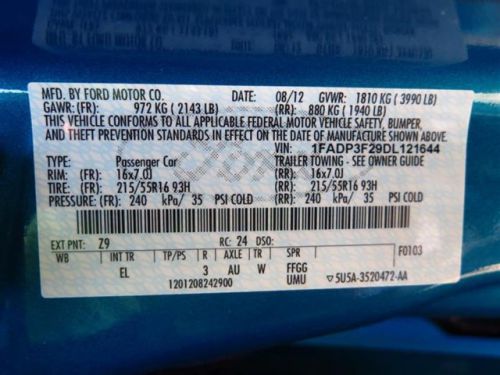 MFD. BY FORD MOTOR CO. DATE: 08/12 GVWR: 1810 KG ( 3990 LB)
GAWR: (FR): 972 KG ( 2143 LB) (RR): 880 KG ( 1940 LB)
THIS VEHICLE CONFORMS TO ALL APPLICABLE FEDERAL MOTOR VEHICLE SAFETY, BUMPER,
AND THEFT PREVENTION STANDARDS IN EFFECT ON THE DATE OF MANUFACTURE SHOWN ABOVE.
VIN: 1FADP3F29DL121644
TYPE: Passenger Car TRAILER TOWING - SEE OWNER GUIDE
RIM: (FR) 16x7.0J (RR): 16x7.0J
TIRE: (FR) 215/55R16 93H (RR): 215/55R16 93H
PRESSURE: (FR) 240 kPa/ 35 PSI COLD (RR): 240 kPa/ 35 PSI COLD
EXT PNT: Z9 RC: 24 DSO: F0103
WB INT TR TP/PS R AXLE TR SPR
EL 3 AU W FFGG
1201208242900 UMU ▽5U5A-3520472-AA